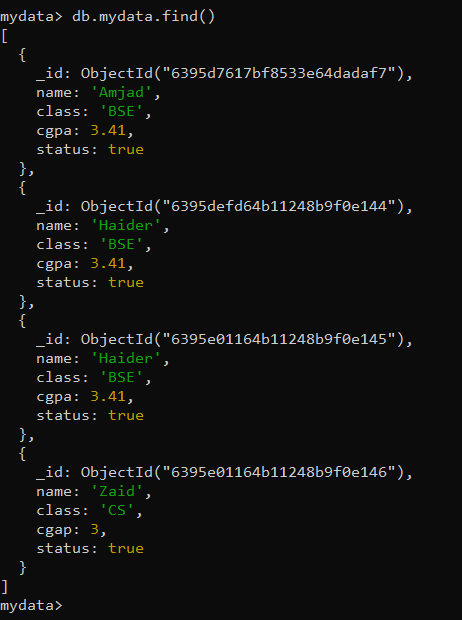 mydata> db.mydata.find()
[
  {
    _id: ObjectId("6395d7617bf8533e64dadaf7"),
    name: 'Amjad',
    class: 'BSE',
    cgpa: 3.41,
    status: true
  },
  {
    _id: ObjectId("6395defd64b11248b9f0e144"),
    name: 'Haider',
    class: 'BSE',
    cgpa: 3.41,
    status: true
  },
  {
    _id: ObjectId("6395e01164b11248b9f0e145"),
    name: 'Haider',
    class: 'BSE',
    cgpa: 3.41,
    status: true
  },
  {
    _id: ObjectId("6395e01164b11248b9f0e146"),
    name: 'Zaid',
    class: 'CS',
    cgap: 3,
    status: true
  }
]
mydata>